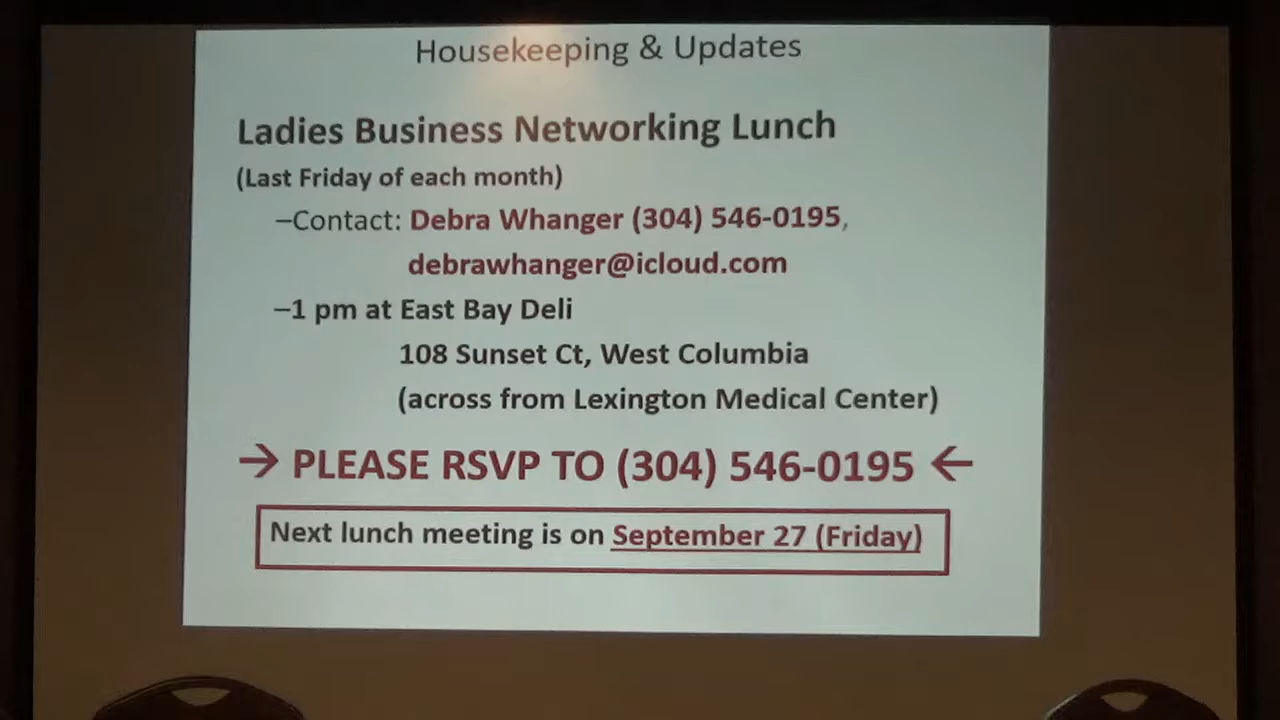 Housekeeping & Updates
Ladies Business Networking Lunch
(Last Friday of each month)
–Contact: Debra Whanger (304) 546-0195,
debrawhanger@icloud.com
–1 pm at East Bay Deli
108 Sunset Ct, West Columbia
(across from Lexington Medical Center)
→ PLEASE RSVP TO (304) 546-0195 ←
Next lunch meeting is on September 27 (Friday)